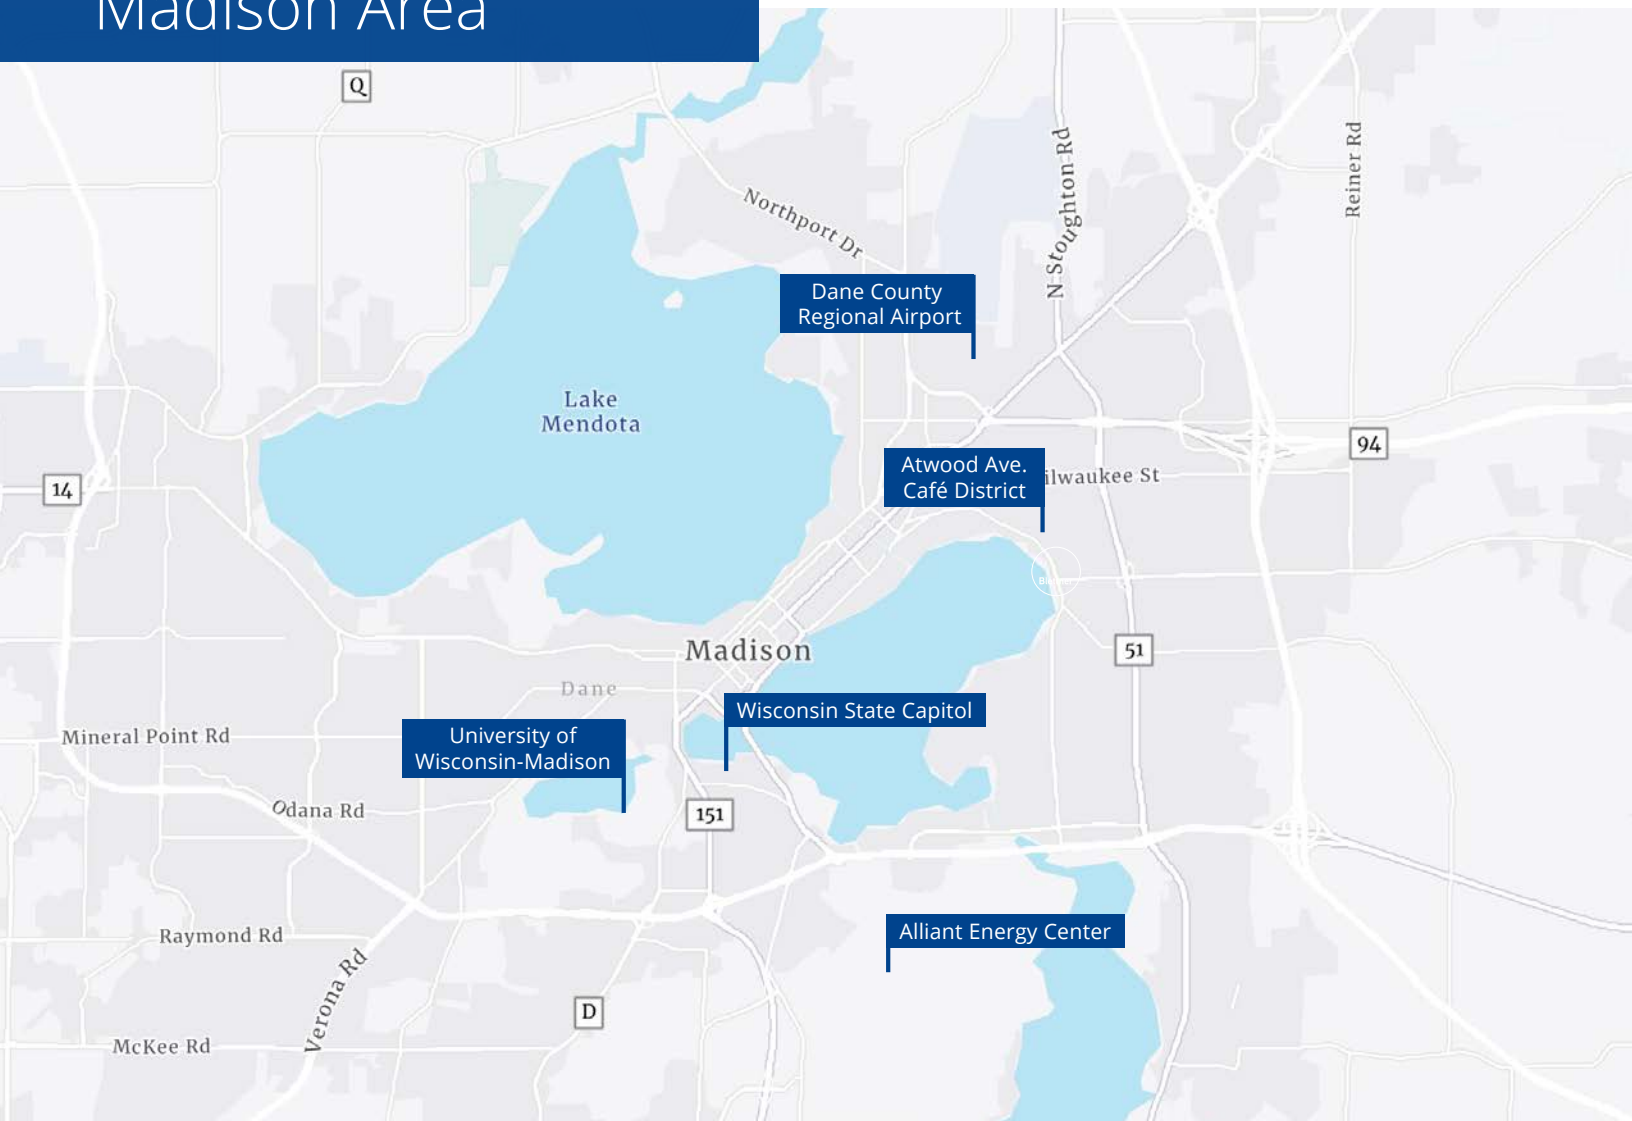 Madison Area
Q
Reiner Rd
N Stoughton Rd
Northport Dr
Dane County
Regional Airport
Lake
Mendota
94
Atwood Ave.
Café District
ilwaukee St
14
51
Madison
Dane
Wisconsin State Capitol
University of
Wisconsin-Madison
Mineral Point Rd
Odana Rd
151
Alliant Energy Center
Raymond Rd
Verona Rd
D
McKee Rd